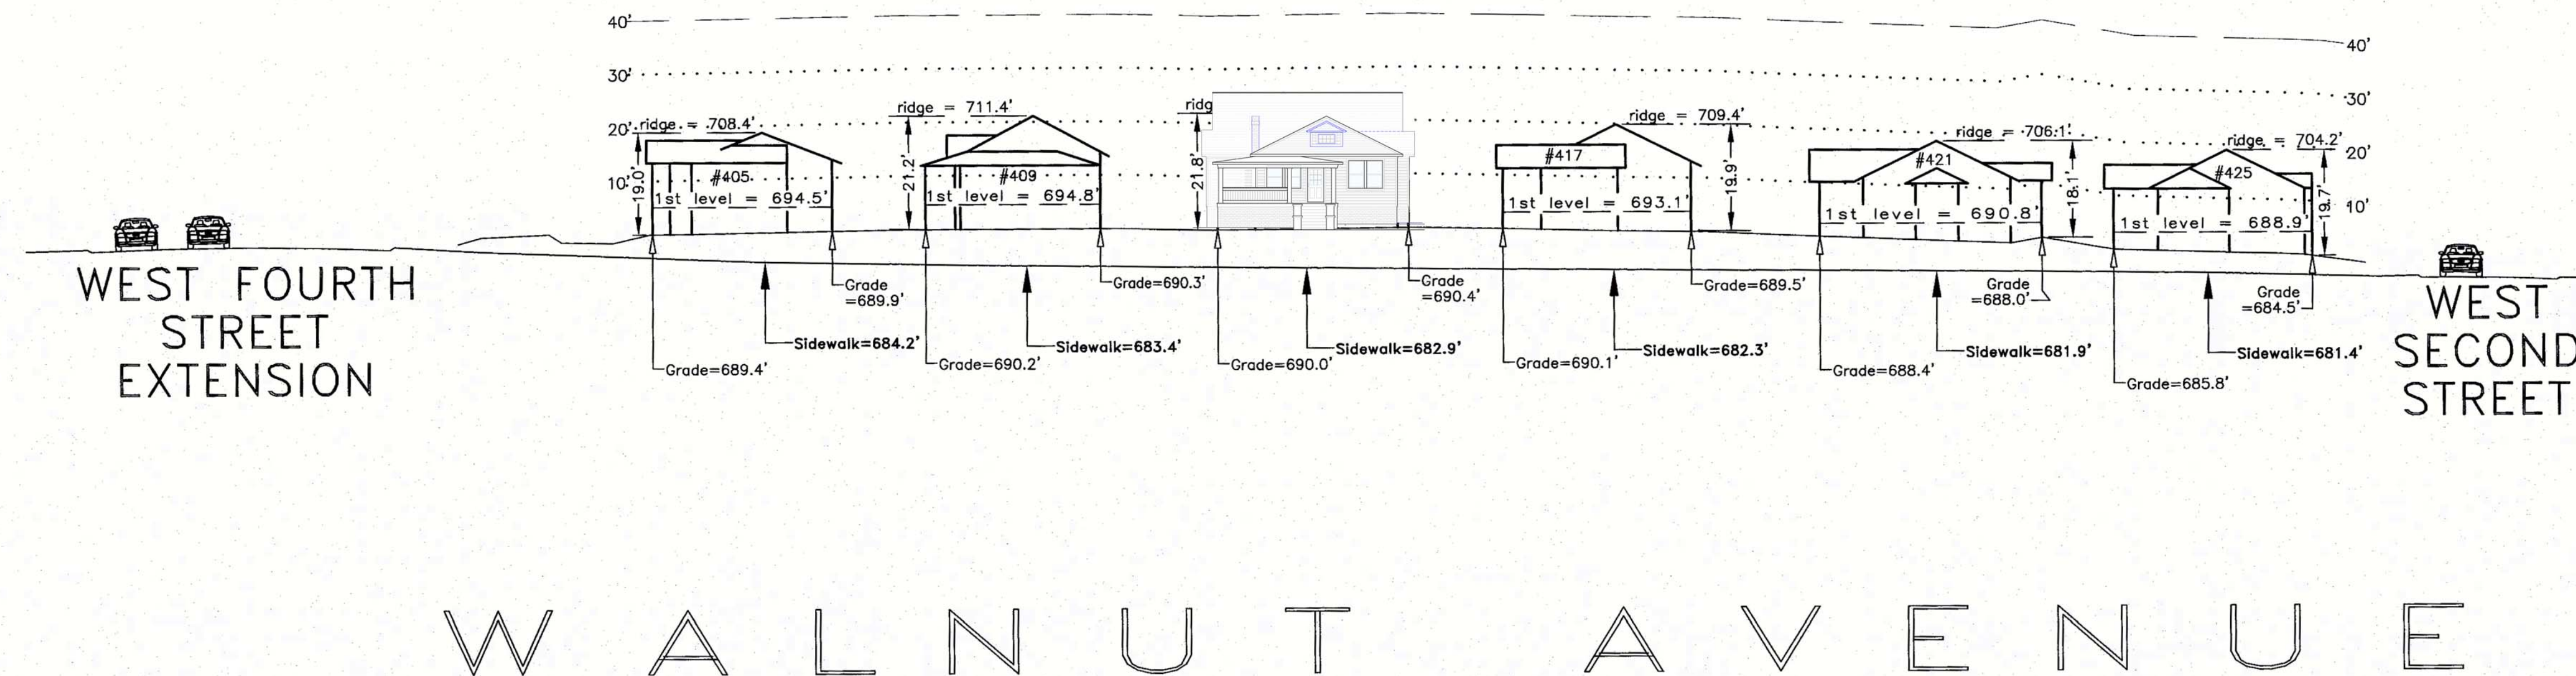 40'
40'
30'
30'
20'
20'
10'
10'
ridge = 708.4'
ridge = 711.4'
ridg
ridge = 709.4'
ridge = 706.1'
ridge = 704.2'
19.0'
21.2'
21.8'
19.9'
18.1'
19.7'
#405
#409
#417
#421
#425
1st level = 694.5'
1st level = 694.8'
1st level = 693.1'
1st level = 690.8'
1st level = 688.9'
Grade
=689.9'
Grade=690.3'
Grade
=690.4'
Grade=689.5'
Grade
=688.0'
Grade
=684.5'
Sidewalk=684.2'
Sidewalk=683.4'
Sidewalk=682.9'
Sidewalk=682.3'
Sidewalk=681.9'
Sidewalk=681.4'
Grade=689.4'
Grade=690.2'
Grade=690.0'
Grade=690.1'
Grade=688.4'
Grade=685.8'
WEST FOURTH
STREET
EXTENSION
WEST
SECOND
STREET
WALNUT AVENUE